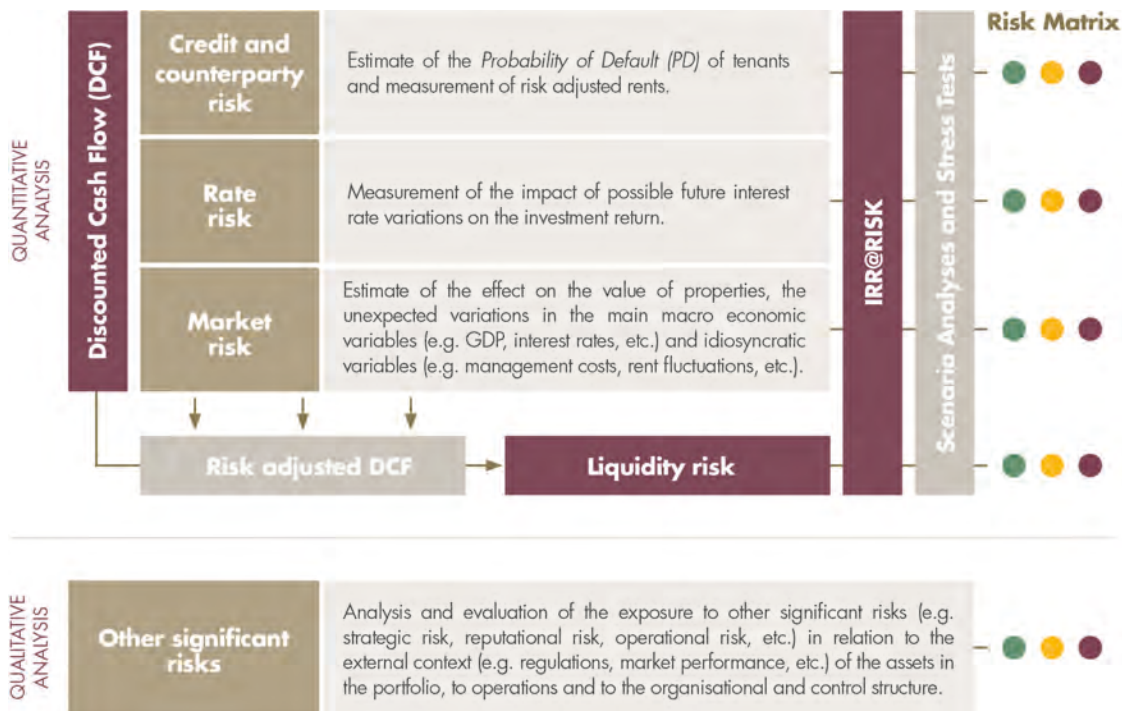 Risk Matrix
QUANTITATIVE
ANALYSIS
Discounted Cash Flow (DCF)
Credit and
counterparty
risk
Estimate of the Probability of Default (PD) of tenants
and measurement of risk adjusted rents.
Rate
risk
Measurement of the impact of possible future interest
rate variations on the investment return.
Market
risk
Estimate of the effect on the value of properties, the
unexpected variations in the main macro economic
variables (e.g. GDP, interest rates, etc.) and idiosyncratic
variables (e.g. management costs, rent fluctuations, etc.).
IRR@RISK
Scenaria Analyses and Stress Tests
Risk adjusted DCF
Liquidity risk
QUALITATIVE
ANALYSIS
Other significant
risks
Analysis and evaluation of the exposure to other significant risks (e.g.
strategic risk, reputational risk, operational risk, etc.) in relation to the
external context (e.g. regulations, market performance, etc.) of the assets in
the portfolio, to operations and to the organisational and control structure.